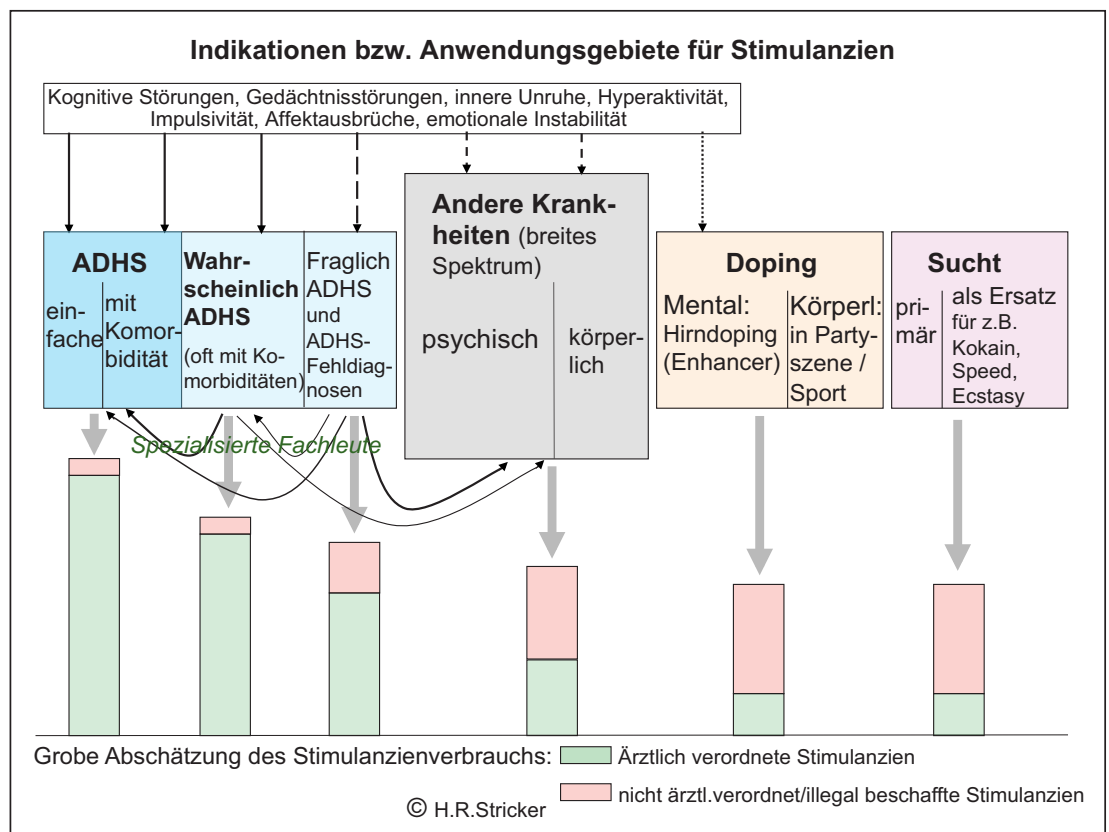 Indikationen bzw. Anwendungsgebiete für Stimulanzien
Kognitive Störungen, Gedächtnisstörungen, innere Unruhe, Hyperaktivität,
Impulsivität, Affektausbrüche, emotionale Instabilität
ADHS
ein-
fache
mit
Komor-
bidität
Wahr-
scheinlich
ADHS
(oft mit Ko-
morbiditäten)
Fraglich
ADHS
und
ADHS-
Fehldiag-
nosen
Andere Krank-
heiten (breites
Spektrum)
psychisch
körper-
lich
Doping
Mental:
Hirndoping
(Enhancer)
Körperl:
in Party-
szene /
Sport
Sucht
pri-
mär
als Ersatz
für z.B.
Kokain,
Speed,
Ecstasy
Spezialisierte Fachleute
Grobe Abschätzung des Stimulanzienverbrauchs:
Ärztlich verordnete Stimulanzien
nicht ärztl.verordnet/illegal beschaffte Stimulanzien
© H.R.Stricker